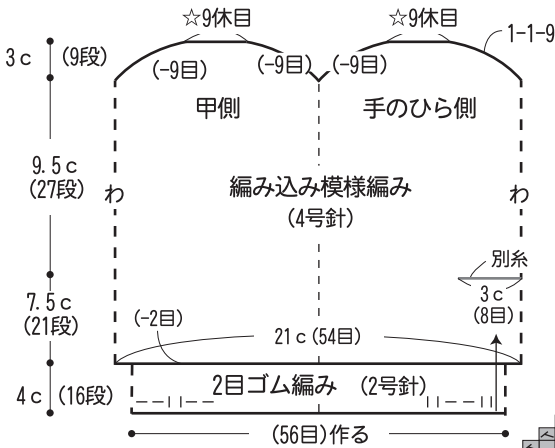 ☆9休目
☆9休目
1-1-9
3c (9段)
(-9目)
(-9目)
(-9目)
甲側
手のひら側
9.5c
(27段)
わ
編み込み模様編み
(4号針)
わ
別糸
3c
(8目)
7.5c
(21段)
(-2目)
21c(54目)
4c (16段)
2目ゴム編み (2号針)
(56目)作る